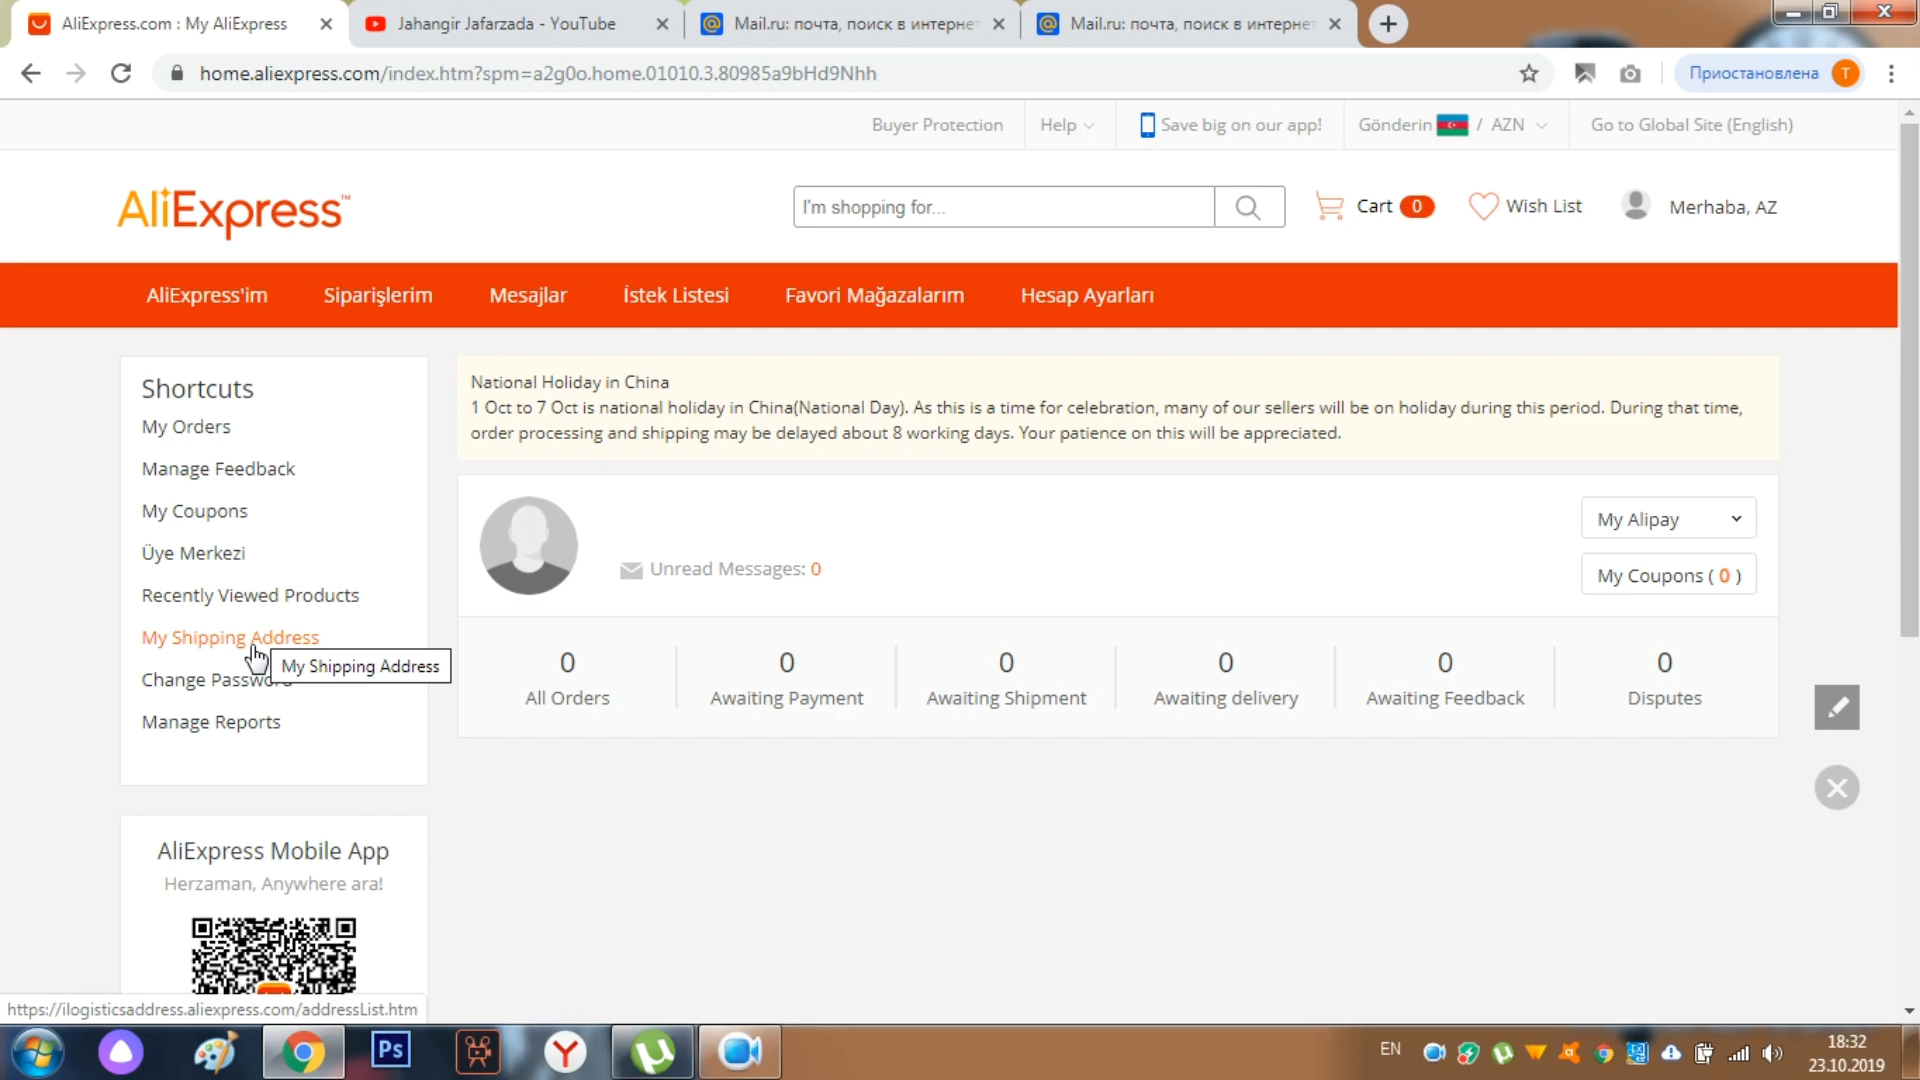 AliExpress.com : My AliExpress
Jahangir Jafarzada - YouTube
Mail.ru: почта, поиск в интернет
Mail.ru: почта, поиск в интернет
home.aliexpress.com/index.htm?spm=a2g0o.home.01010.3.80985a9bHd9Nhh
Приостановлена T
Buyer Protection
Help
Save big on our app!
Gönderin / AZN
Go to Global Site (English)
AliExpress™
I'm shopping for...
Cart 0
Wish List
Merhaba, AZ
AliExpress'im Siparişlerim Mesajlar İstek Listesi Favori Mağazalarım Hesap Ayarları
Shortcuts
My Orders
Manage Feedback
My Coupons
Üye Merkezi
Recently Viewed Products
My Shipping Address
My Shipping Address
Change Password
Manage Reports
National Holiday in China
1 Oct to 7 Oct is national holiday in China(National Day). As this is a time for celebration, many of our sellers will be on holiday during this period. During that time,
order processing and shipping may be delayed about 8 working days. Your patience on this will be appreciated.
Unread Messages: 0
My Alipay
My Coupons ( 0 )
0 0 0 0 0 0
All Orders Awaiting Payment Awaiting Shipment Awaiting delivery Awaiting Feedback Disputes
AliExpress Mobile App
Herzaman, Anywhere ara!
https://ilogisticsaddress.aliexpress.com/addressList.htm
Ps
EN
18:32
23.10.2019